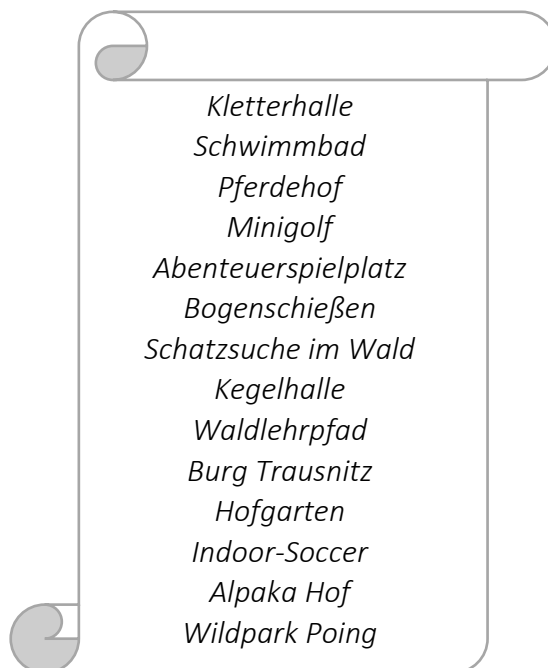 Kletterhalle
Schwimmbad
Pferdehof
Minigolf
Abenteuerspielplatz
Bogenschießen
Schatzsuche im Wald
Kegelhalle
Waldlehrpfad
Burg Trausnitz
Hofgarten
Indoor-Soccer
Alpaka Hof
Wildpark Poing